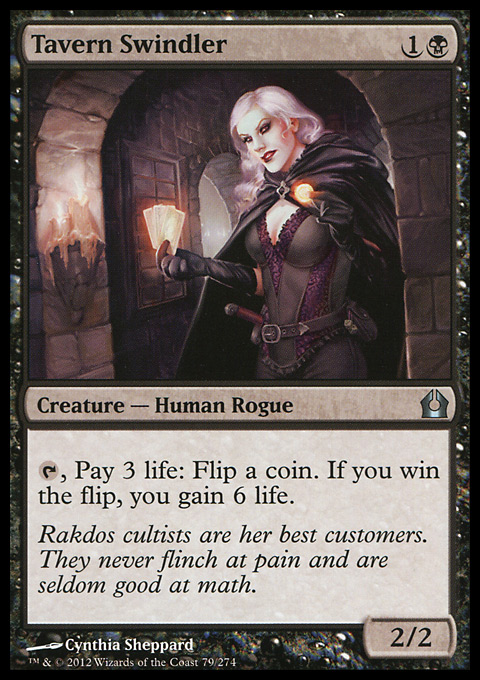 Tavern Swindler 1
Creature — Human Rogue
, Pay 3 life: Flip a coin. If you win
the flip, you gain 6 life.
Rakdos cultists are her best customers.
They never flinch at pain and are
seldom good at math.
2/2
Cynthia Sheppard
™ & © 2012 Wizards of the Coast 79/274